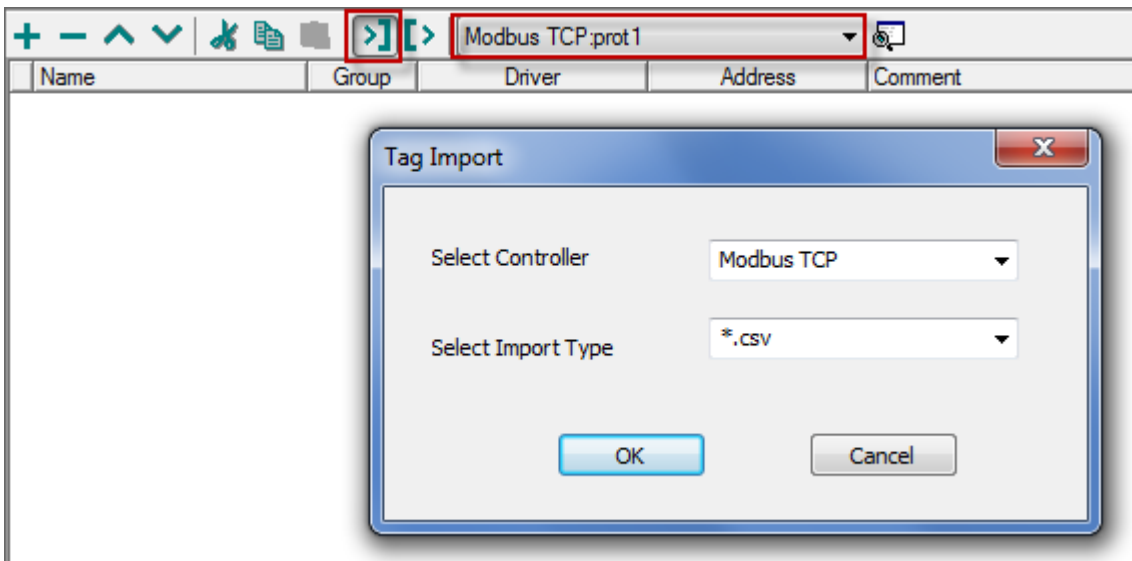 Modbus TCP:prot1
Name Group Driver Address Comment
Tag Import
Select Controller Modbus TCP
Select Import Type *.csv
OK Cancel